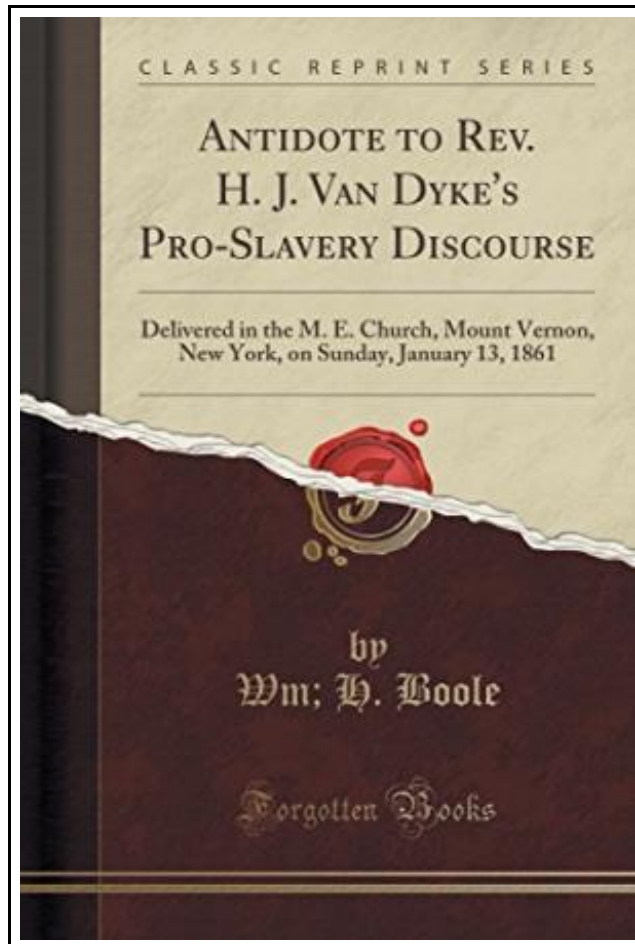 CLASSIC REPRINT SERIES
ANTIDOTE TO REV.
H. J. VAN DYKE'S
PRO-SLAVERY DISCOURSE
Delivered in the M. E. Church, Mount Vernon,
New York, on Sunday, January 13, 1861
by
Wm; H. Boole
Forgotten Books